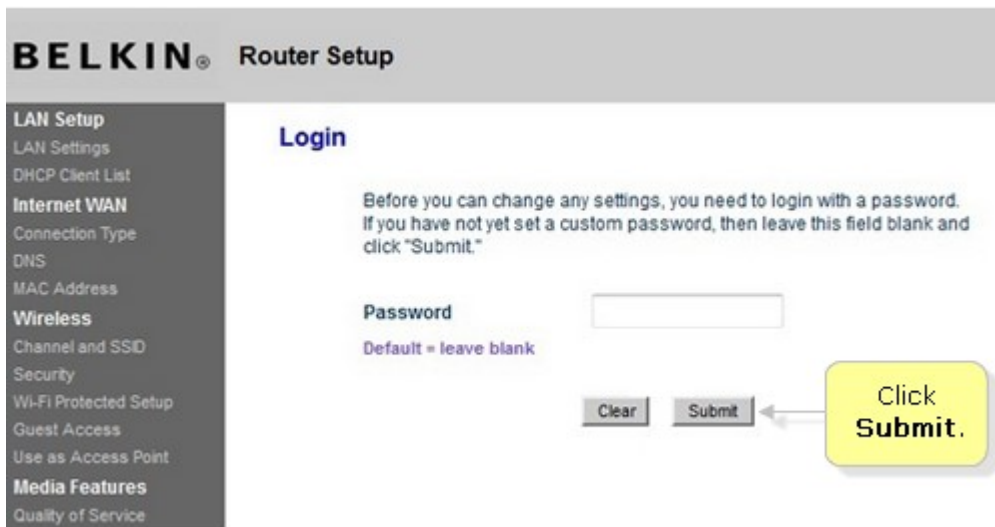 BELKIN® Router Setup
LAN Setup
LAN Settings
DHCP Client List
Internet WAN
Connection Type
DNS
MAC Address
Wireless
Channel and SSID
Security
Wi-Fi Protected Setup
Guest Access
Use as Access Point
Media Features
Quality of Service
Login
Before you can change any settings, you need to login with a password.
If you have not yet set a custom password, then leave this field blank and
click "Submit."
Password
Default = leave blank
Clear Submit
Click
Submit.